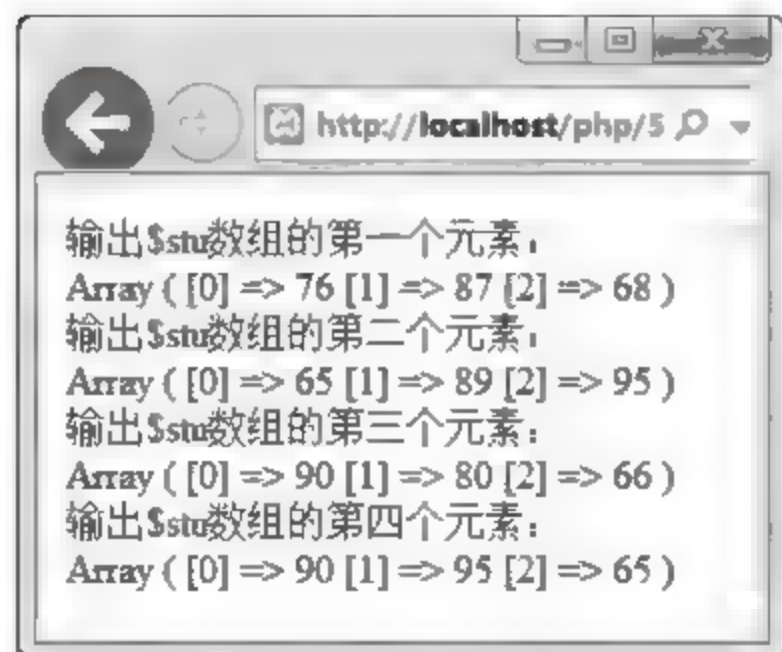 http://localhost/php/5
输出$stu数组的第一个元素：
Array ( [0] => 76 [1] => 87 [2] => 68 )
输出$stu数组的第二个元素：
Array ( [0] => 65 [1] => 89 [2] => 95 )
输出$stu数组的第三个元素：
Array ( [0] => 90 [1] => 80 [2] => 66 )
输出$stu数组的第四个元素：
Array ( [0] => 90 [1] => 95 [2] => 65 )